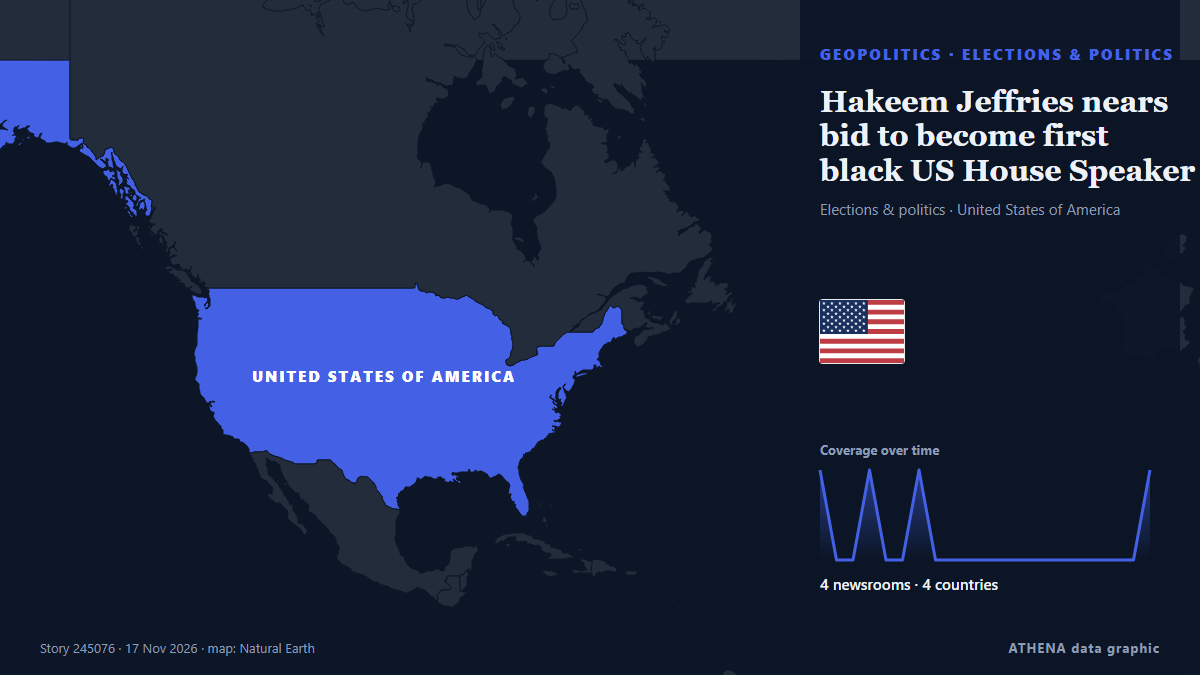 GEOPOLITICS · ELECTIONS & POLITICS
Hakeem Jeffries nears
bid to become first
black US House Speaker
Elections & politics · United States of America
UNITED STATES OF AMERICA
Coverage over time
4 newsrooms · 4 countries
Story 245076 · 17 Nov 2026 · map: Natural Earth
ATHENA data graphic